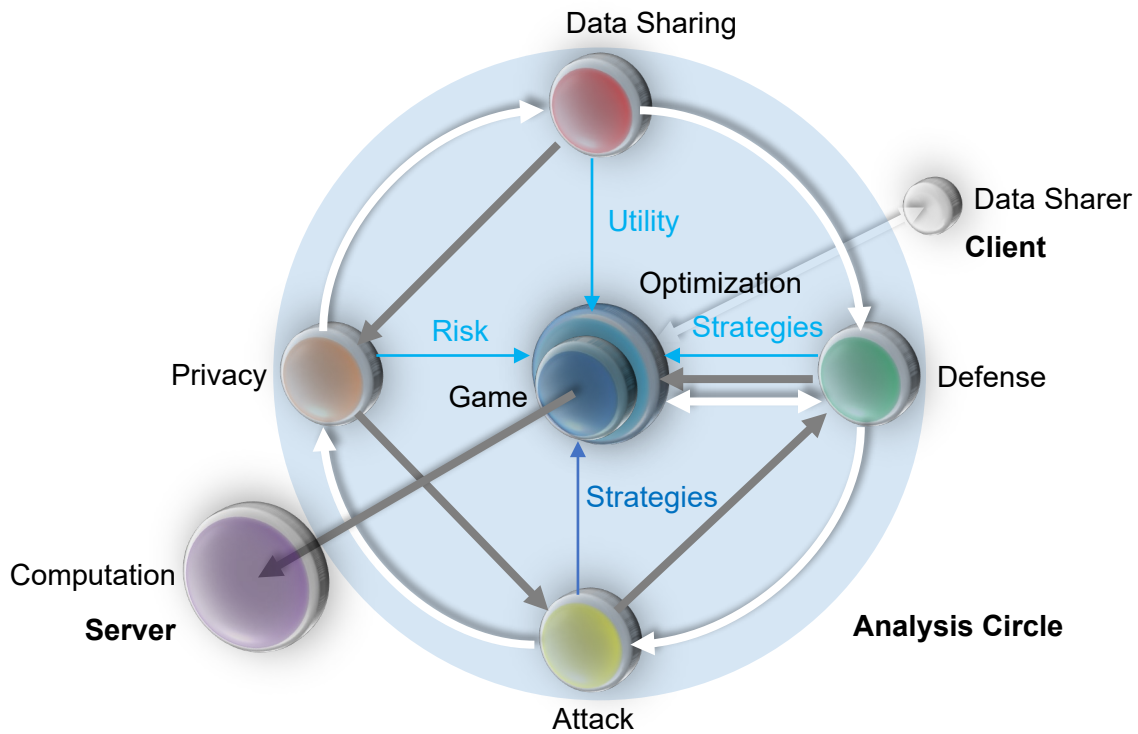 Data Sharing
Data Sharer
Client
Utility
Optimization
Risk
Strategies
Privacy
Game
Defense
Strategies
Computation
Server
Analysis Circle
Attack